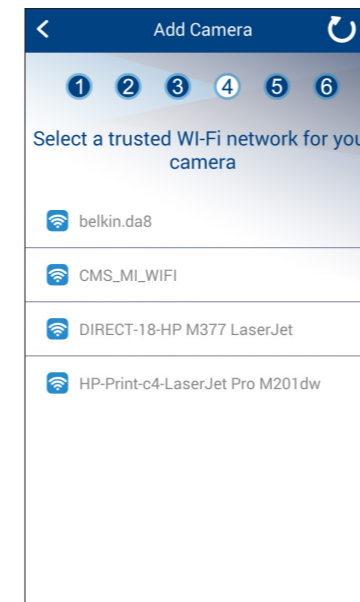 Add Camera
1 2 3 4 5 6
Select a trusted WI-Fi network for you
camera
belkin.da8
CMS_MI_WIFI
DIRECT-18-HP M377 LaserJet
HP-Print-c4-LaserJet Pro M201dw